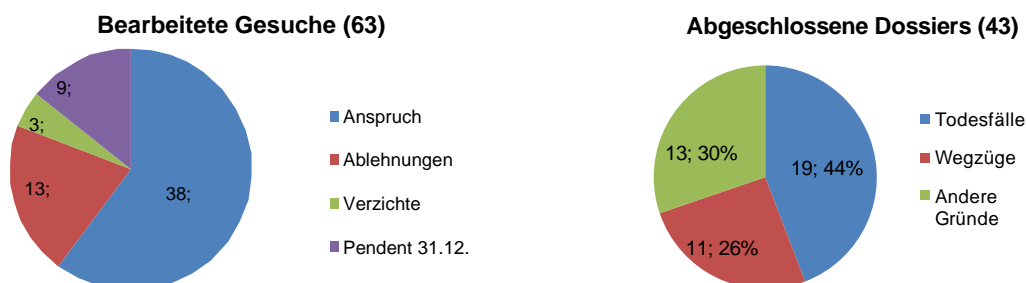 Bearbeitete Gesuche (63)
9;
3;
13;
38;
Anspruch
Ablehnungen
Verzichte
Pendent 31.12.
Abgeschlossene Dossiers (43)
13; 30%
19; 44%
11; 26%
Todesfälle
Wegzüge
Andere
Gründe